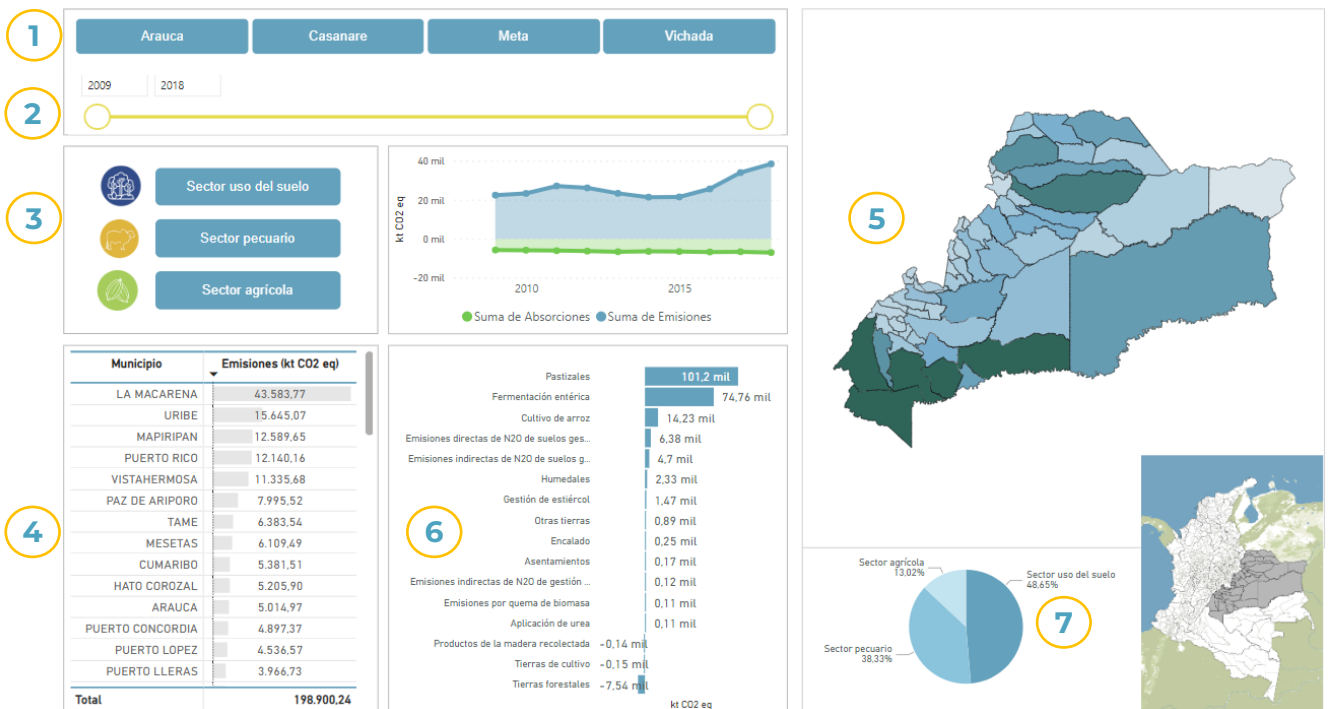 1
Arauca
Casanare
Meta
Vichada
2009
2018
2
3
Sector uso del suelo
Sector pecuario
Sector agrícola
40 mil
20 mil
0 mil
-20 mil
kt CO2 eq
2010
2015
Suma de Absorciones
Suma de Emisiones
4
Municipio Emisiones (kt CO2 eq)
LA MACARENA 43.583,77
URIBE 15.645,07
MAPIRIPAN 12.589,65
PUERTO RICO 12.140,16
VISTAHERMOSA 11.335,68
PAZ DE ARIPORO 7.995,52
TAME 6.383,54
MESETAS 6.109,49
CUMARIBO 5.381,51
HATO COROZAL 5.205,90
ARAUCA 5.014,97
PUERTO CONCORDIA 4.897,37
PUERTO LOPEZ 4.536,57
PUERTO LLERAS 3.966,73
Total 198.900,24
6
Pastizales 101,2 mil
Fermentación entérica 74,76 mil
Cultivo de arroz 14,23 mil
Emisiones directas de N2O de suelos ges... 6,38 mil
Emisiones indirectas de N2O de suelos g... 4,7 mil
Humedales 2,33 mil
Gestión de estiércol 1,47 mil
Otras tierras 0,89 mil
Encalado 0,25 mil
Asentamientos 0,17 mil
Emisiones indirectas de N2O de gestión ... 0,12 mil
Emisiones por quema de biomasa 0,11 mil
Aplicación de urea 0,11 mil
Productos de la madera recolectada -0,14 mil
Tierras de cultivo -0,15 mil
Tierras forestales -7,54 mil
kt CO2 eq
5
Sector agrícola
13,02%
Sector uso del suelo
48,65%
Sector pecuario
38,33%
7